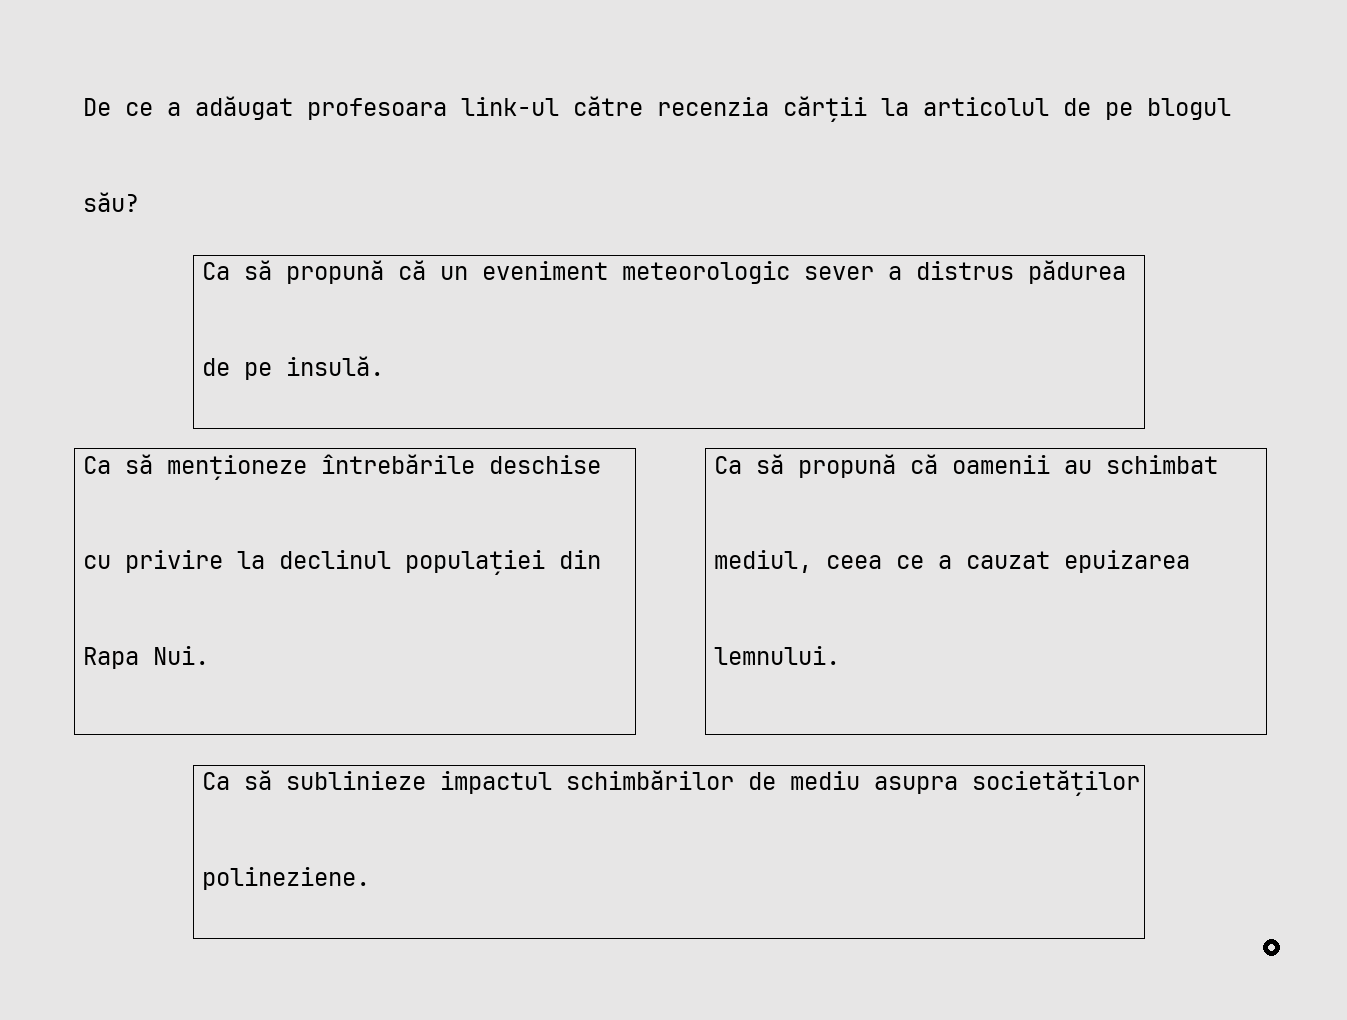 De ce a adăugat profesoara link-ul către recenzia cărții la articolul de pe blogul
său?
Ca să propună că un eveniment meteorologic sever a distrus pădurea
de pe insulă.
Ca să menționeze întrebările deschise
cu privire la declinul populației din
Rapa Nui.
Ca să propună că oamenii au schimbat
mediul, ceea ce a cauzat epuizarea
lemnului.
Ca să sublinieze impactul schimbărilor de mediu asupra societăților
polineziene.